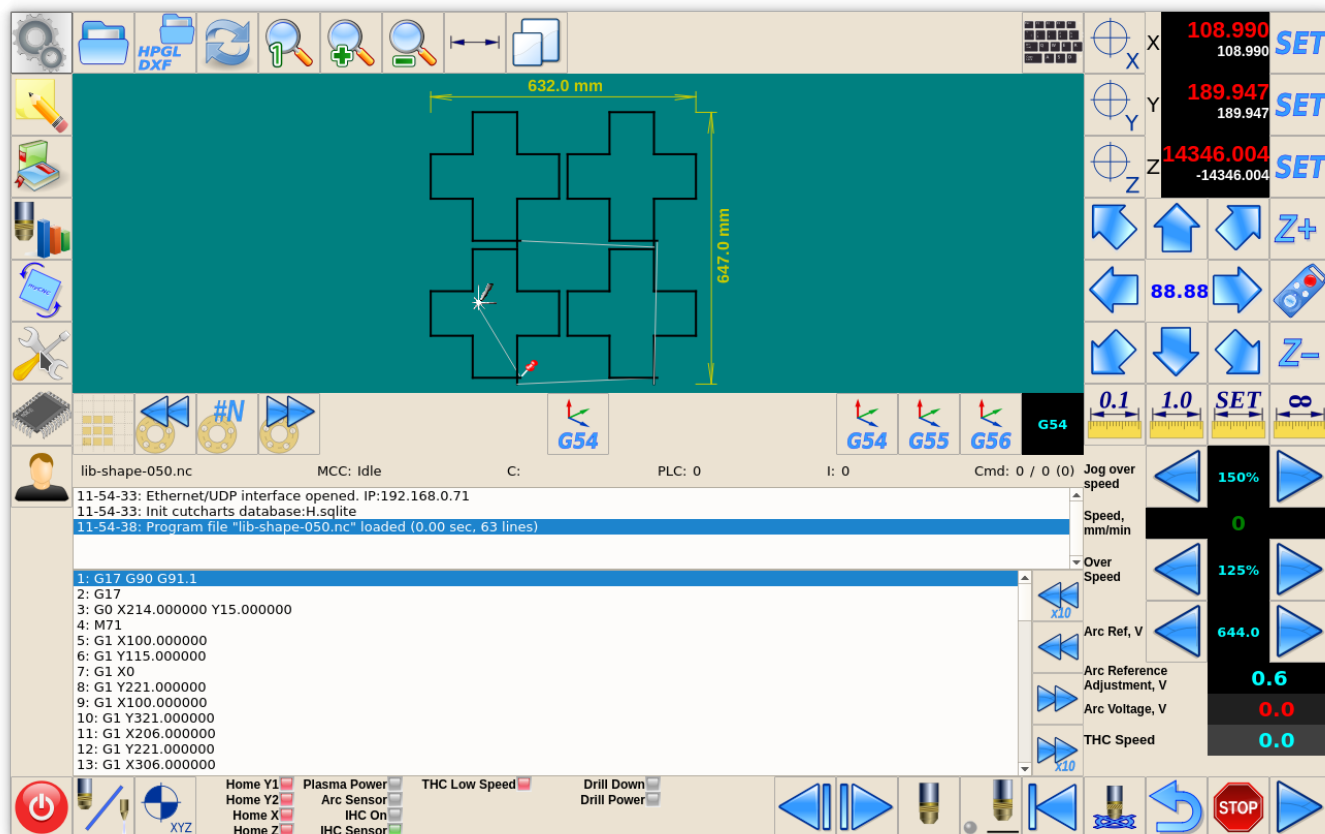 HPGL
DXF
1
X
X
108.990
108.990
SET
Y
Y
189.947
189.947
SET
Z
Z
14346.004
-14346.004
SET
632.0 mm
647.0 mm
myCNC
Z+
88.88
Z-
0.1
1.0
SET
∞
#N
G54
G54
G55
G56
G54
lib-shape-050.nc
MCC: Idle
C:
PLC: 0
I: 0
Cmd: 0 / 0 (0)
11-54-33: Ethernet/UDP interface opened. IP:192.168.0.71
11-54-33: Init cutcharts database:H.sqlite
11-54-38: Program file "lib-shape-050.nc" loaded (0.00 sec, 63 lines)
1: G17 G90 G91.1
2: G17
3: G0 X214.000000 Y15.000000
4: M71
5: G1 X100.000000
6: G1 Y115.000000
7: G1 X0
8: G1 Y221.000000
9: G1 X100.000000
10: G1 Y321.000000
11: G1 X206.000000
12: G1 Y221.000000
13: G1 X306.000000
x10
x10
Jog over
speed
150%
Speed,
mm/min
0
Over
Speed
125%
Arc Ref, V
644.0
Arc Reference
Adjustment, V
0.6
Arc Voltage, V
0.0
THC Speed
0.0
XYZ
Home Y1
Home Y2
Home X
Home Z
Plasma Power
Arc Sensor
IHC On
IHC Sensor
THC Low Speed
Drill Down
Drill Power
STOP